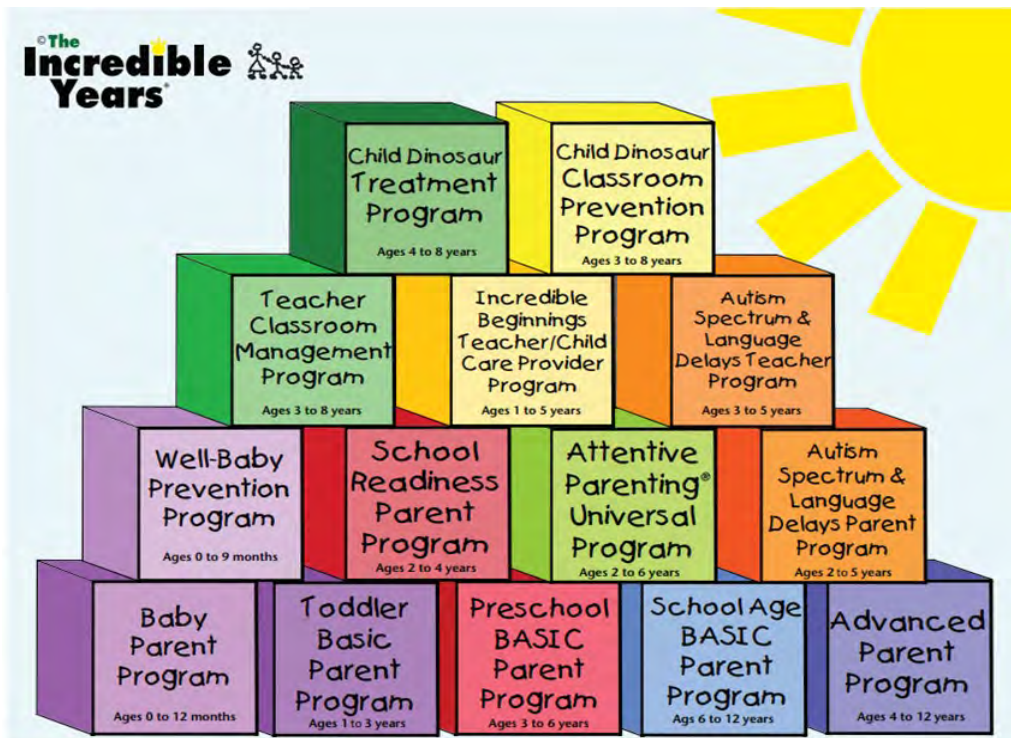 ©The
Incredible
Years®
Child Dinosaur
Treatment
Program
Ages 4 to 8 years
Child Dinosaur
Classroom
Prevention
Program
Ages 3 to 8 years
Teacher
Classroom
Management
Program
Ages 3 to 8 years
Incredible
Beginnings
Teacher/Child
Care Provider
Program
Ages 1 to 5 years
Autism
Spectrum &
Language
Delays Teacher
Program
Ages 3 to 5 years
Well-Baby
Prevention
Program
Ages 0 to 9 months
School
Readiness
Parent
Program
Ages 2 to 4 years
Attentive
Parenting®
Universal
Program
Ages 2 to 6 years
Autism
Spectrum &
Language
Delays Parent
Program
Ages 2 to 5 years
Baby
Parent
Program
Ages 0 to 12 months
Toddler
Basic
Parent
Program
Ages 1 to 3 years
Preschool
BASIC
Parent
Program
Ages 3 to 6 years
School Age
BASIC
Parent
Program
Ags 6 to 12 years
Advanced
Parent
Program
Ages 4 to 12 years